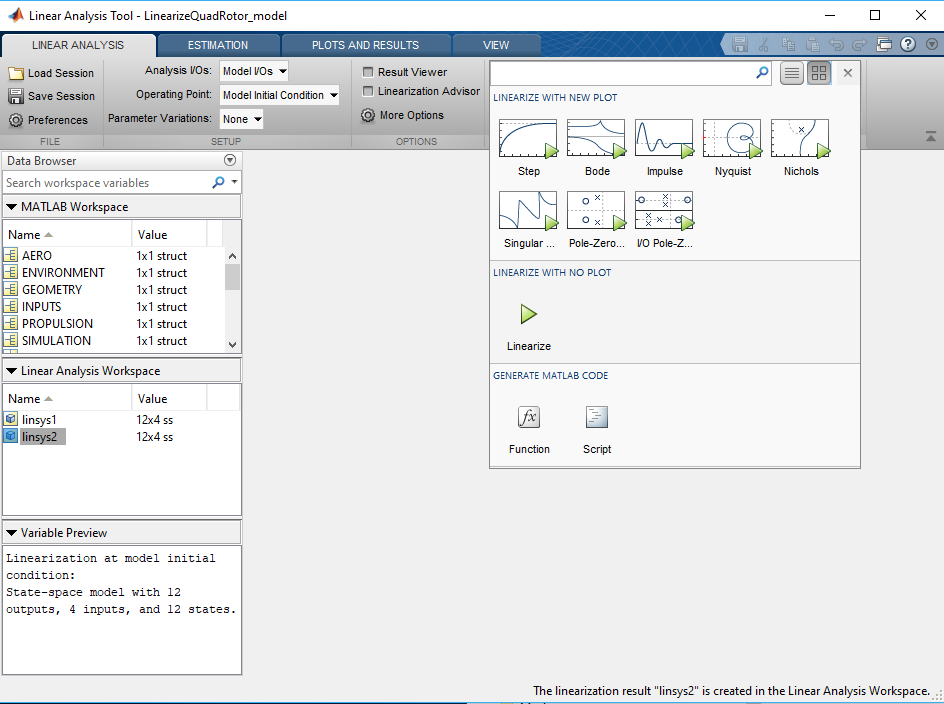 Linear Analysis Tool - LinearizeQuadRotor_model
LINEAR ANALYSIS ESTIMATION PLOTS AND RESULTS VIEW
Load Session
Save Session
Preferences
FILE
Analysis I/Os: Model I/Os
Operating Point: Model Initial Condition
Parameter Variations: None
SETUP
Result Viewer
Linearization Advisor
More Options
OPTIONS
LINEARIZE WITH NEW PLOT
Step Bode Impulse Nyquist Nichols
Singular ... Pole-Zero... I/O Pole-Z...
LINEARIZE WITH NO PLOT
Linearize
GENERATE MATLAB CODE
fx
Function Script
Data Browser
Search workspace variables
MATLAB Workspace
Name Value
AERO 1x1 struct
ENVIRONMENT 1x1 struct
GEOMETRY 1x1 struct
INPUTS 1x1 struct
PROPULSION 1x1 struct
SIMULATION 1x1 struct
Linear Analysis Workspace
Name Value
linsys1 12x4 ss
linsys2 12x4 ss
Variable Preview
Linearization at model initial
condition:
State-space model with 12
outputs, 4 inputs, and 12 states.
The linearization result "linsys2" is created in the Linear Analysis Workspace.